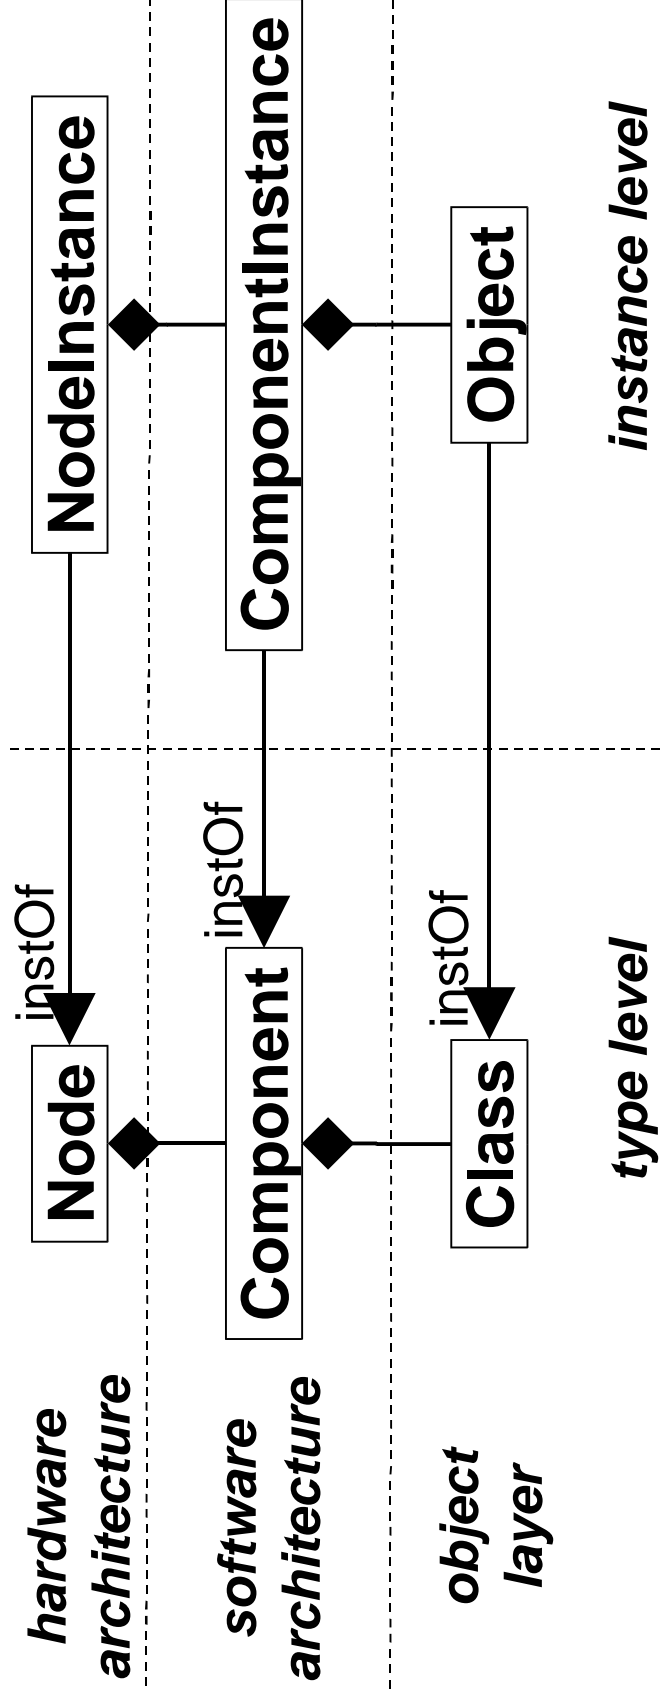 hardware
architecture
Node
instOf
NodeInstance
software
architecture
Component
instOf
ComponentInstance
object
layer
Class
instOf
Object
type level
instance level